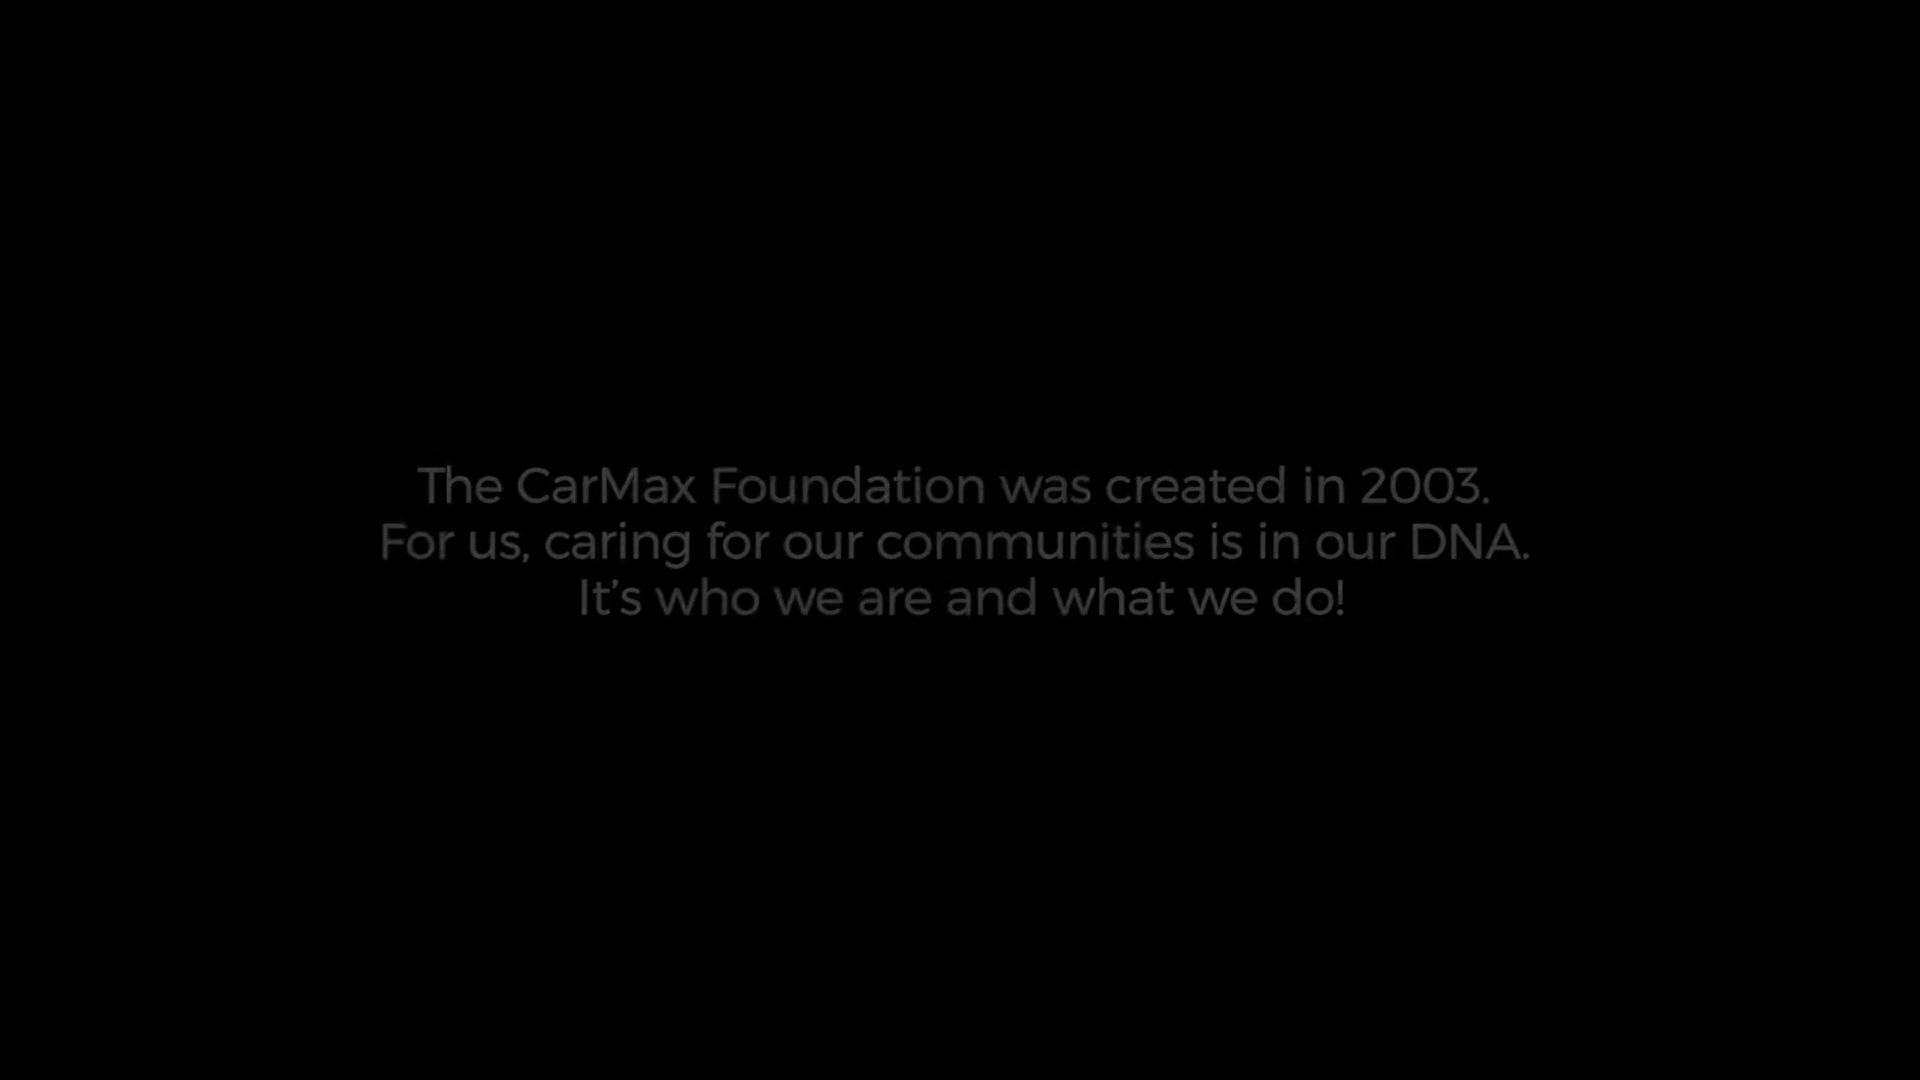 The CarMax Foundation was created in 2003.
For us, caring for our communities is in our DNA.
It’s who we are and what we do!